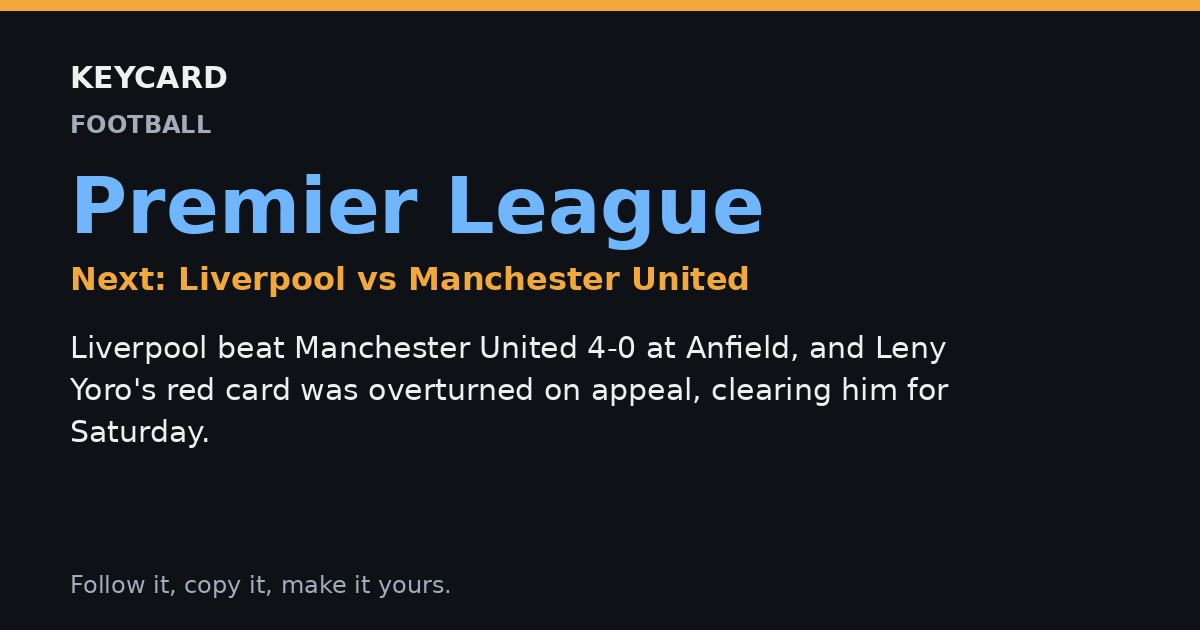 KEYCARD
FOOTBALL
Premier League
Next: Liverpool vs Manchester United
Liverpool beat Manchester United 4-0 at Anfield, and Leny
Yoro's red card was overturned on appeal, clearing him for
Saturday.
Follow it, copy it, make it yours.